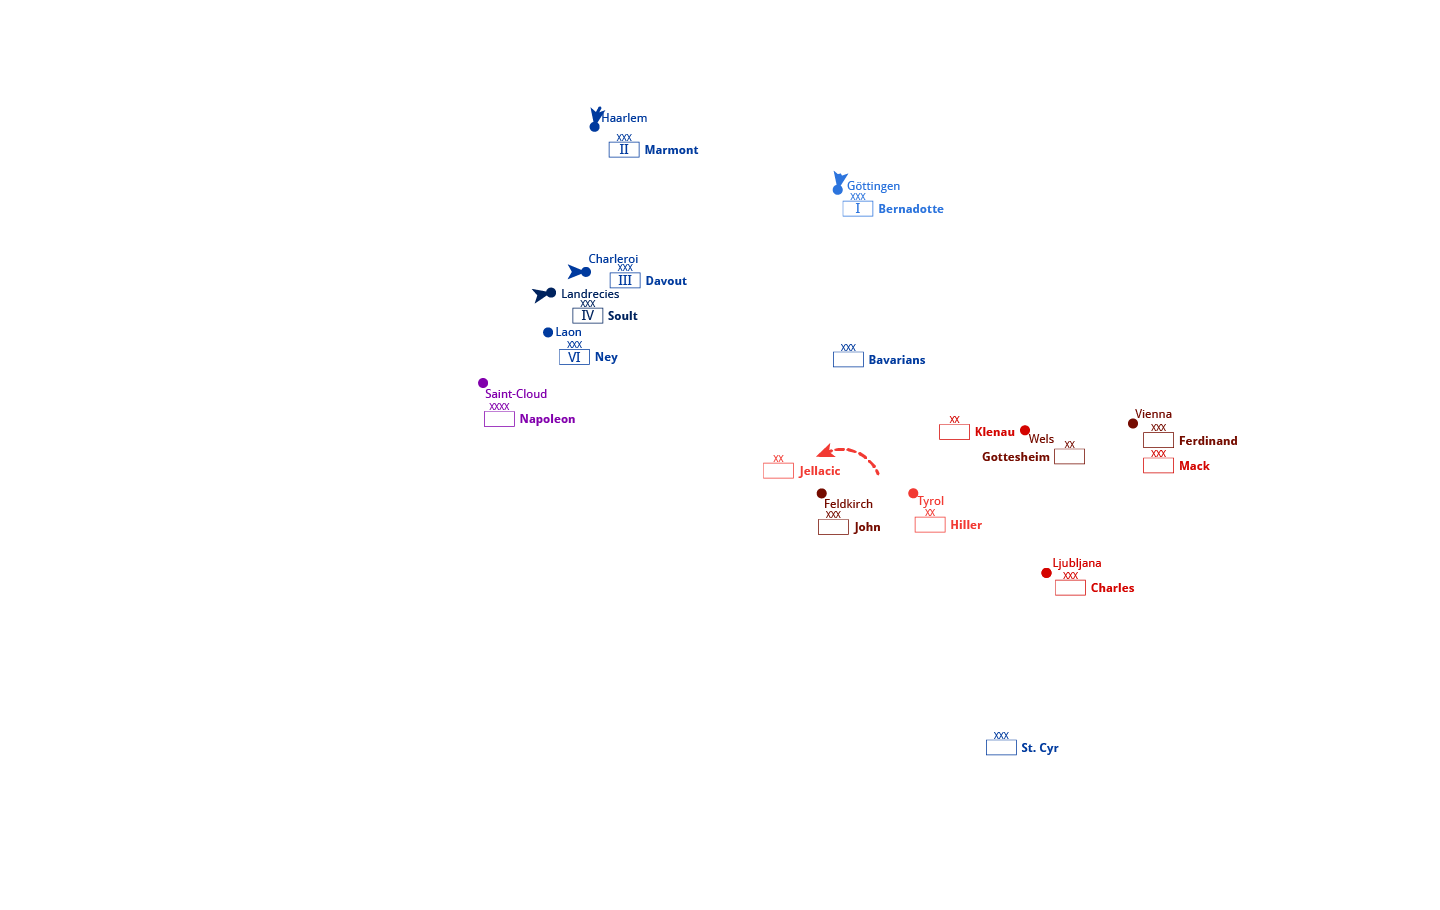 Haarlem
XXX
II Marmont
Göttingen
XXX
I Bernadotte
Charleroi
XXX
III Davout
Landrecies
XXX
IV Soult
Laon
XXX
VI Ney
XXX
Bavarians
Saint-Cloud
XXXX
Napoleon
Vienna
XXX
Ferdinand
XXX
Mack
XX
Klenau
Wels
XX
Gottesheim
XX
Jellacic
Feldkirch
XXX
John
Tyrol
XX
Hiller
Ljubljana
XXX
Charles
XXX
St. Cyr